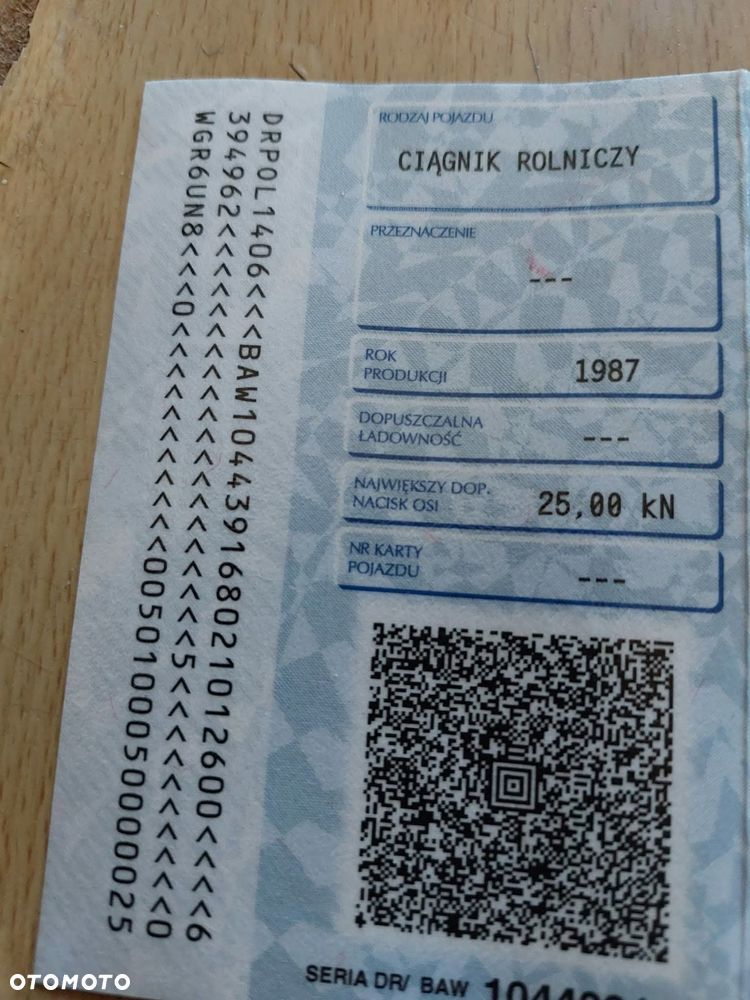 DRPOL1406<<<BAW104439168021012600<<<<6
394962<<<<<<<<<<<<<<<<<<<5<<<<<<<<<<<0
WGR6UN8<<<0<<<<<<<<<<<0050100050000025
RODZAJ POJAZDU
CIĄGNIK ROLNICZY
PRZEZNACZENIE
---
ROK
PRODUKCJI 1987
DOPUSZCZALNA
ŁADOWNOŚĆ ---
NAJWIĘKSZY DOP.
NACISK OSI 25,00 kN
NR KARTY
POJAZDU ---
SERIA DR/ BAW
OTOMOTO